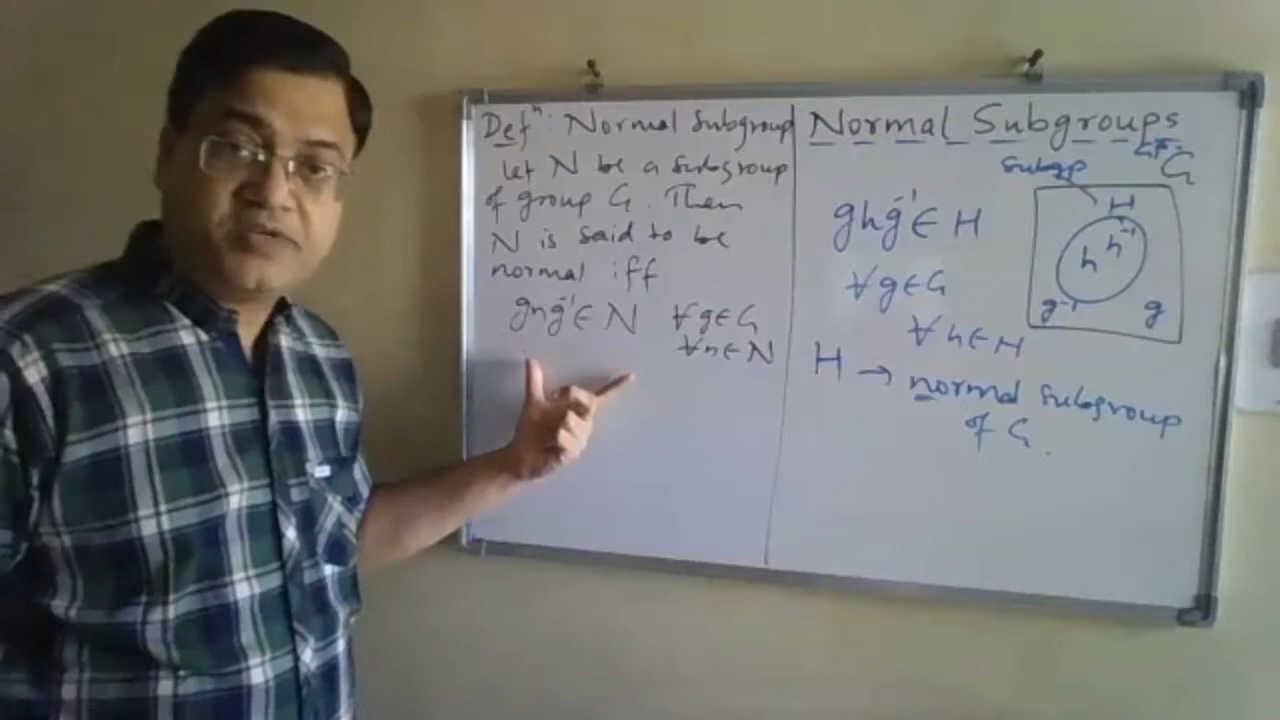 Defⁿ: Normal Subgroup
Let N be a subgroup
of group G. Then
N is said to be
normal iff
gng⁻¹ ∈ N ∀g∈G
∀n∈N
Normal Subgroups
Subgp
G
H
ghg⁻¹ ∈ H
h h⁻¹
g⁻¹ g
∀g∈G
∀h∈H
H → normal subgroup
of G.